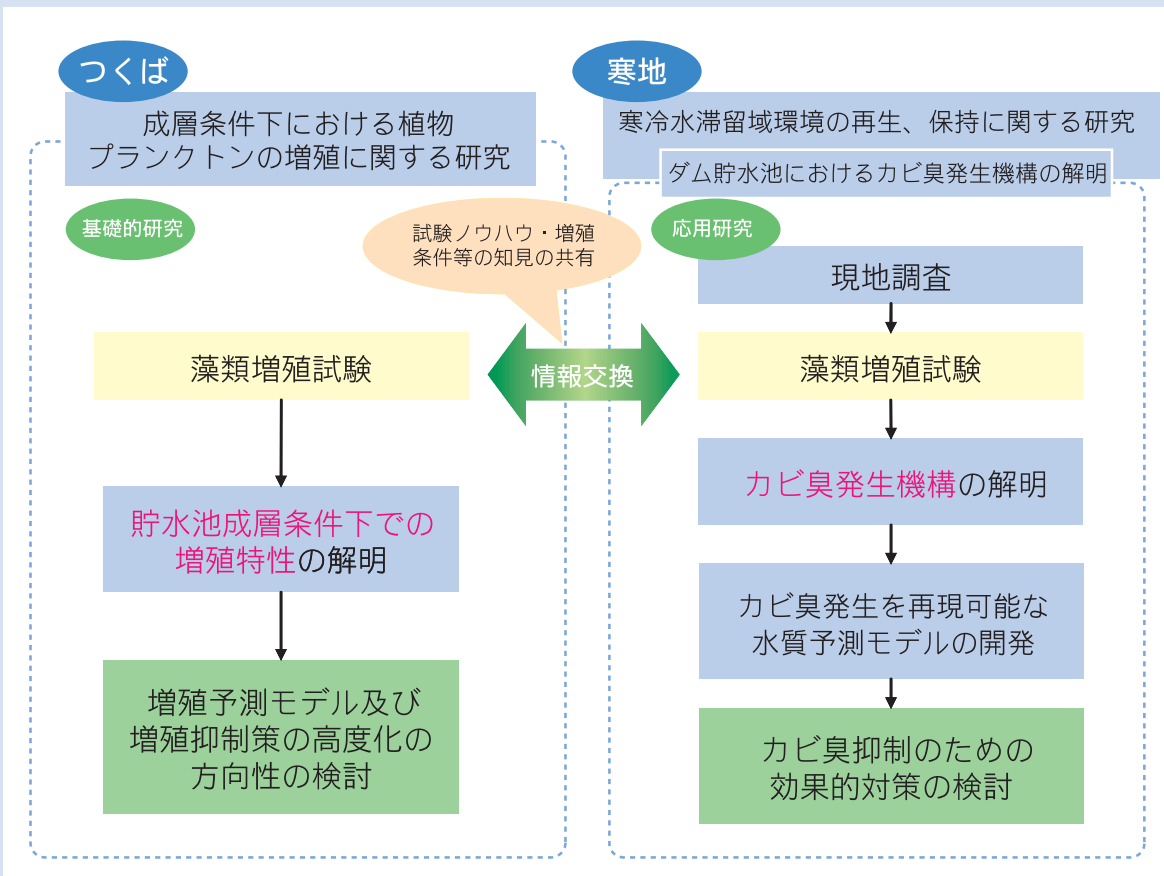 つくば
成層条件下における植物
プランクトンの増殖に関する研究
基礎的研究
藻類増殖試験
貯水池成層条件下での
増殖特性の解明
増殖予測モデル及び
増殖抑制策の高度化の
方向性の検討
試験ノウハウ・増殖
条件等の知見の共有
情報交換
寒地
寒冷水滞留域環境の再生、保持に関する研究
ダム貯水池におけるカビ臭発生機構の解明
応用研究
現地調査
藻類増殖試験
カビ臭発生機構の解明
カビ臭発生を再現可能な
水質予測モデルの開発
カビ臭抑制のための
効果的対策の検討